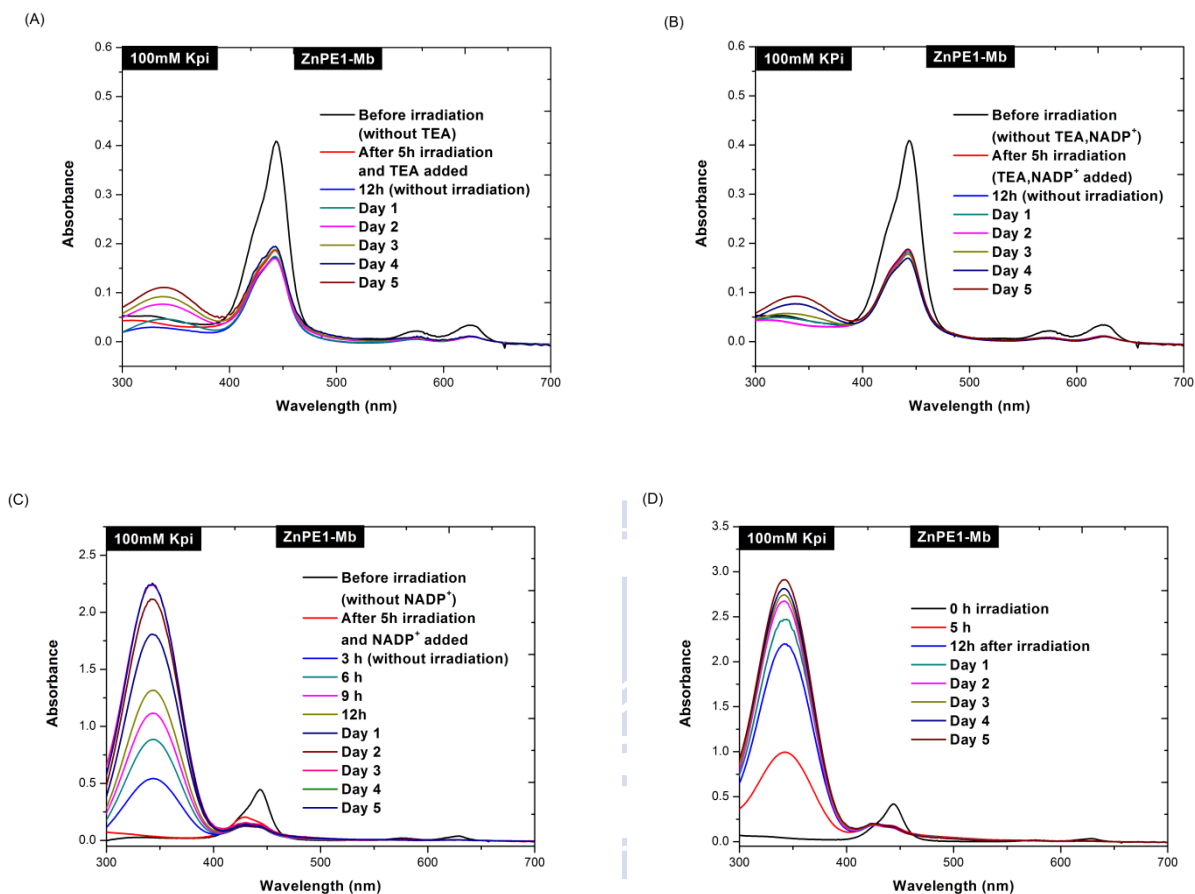 (A)
100mM Kpi
ZnPE1-Mb
Before irradiation
(without TEA)
After 5h irradiation
and TEA added
12h (without irradiation)
Day 1
Day 2
Day 3
Day 4
Day 5
0.6
0.5
0.4
0.3
0.2
0.1
0.0
Absorbance
300
400
500
600
700
Wavelength (nm)
(B)
100mM KPi
ZnPE1-Mb
Before irradiation
(without TEA,NADP⁺)
After 5h irradiation
(TEA,NADP⁺ added)
12h (without irradiation)
Day 1
Day 2
Day 3
Day 4
Day 5
0.6
0.5
0.4
0.3
0.2
0.1
0.0
Absorbance
300
400
500
600
700
Wavelength (nm)
(C)
100mM Kpi
ZnPE1-Mb
Before irradiation
(without NADP⁺)
After 5h irradiation
and NADP⁺ added
3 h (without irradiation)
6 h
9 h
12h
Day 1
Day 2
Day 3
Day 4
Day 5
2.5
2.0
1.5
1.0
0.5
0.0
Absorbance
300
400
500
600
700
Wavelength (nm)
(D)
100mM Kpi
ZnPE1-Mb
0 h irradiation
5 h
12h after irradiation
Day 1
Day 2
Day 3
Day 4
Day 5
3.5
3.0
2.5
2.0
1.5
1.0
0.5
0.0
Absorbance
300
400
500
600
700
Wavelength (nm)